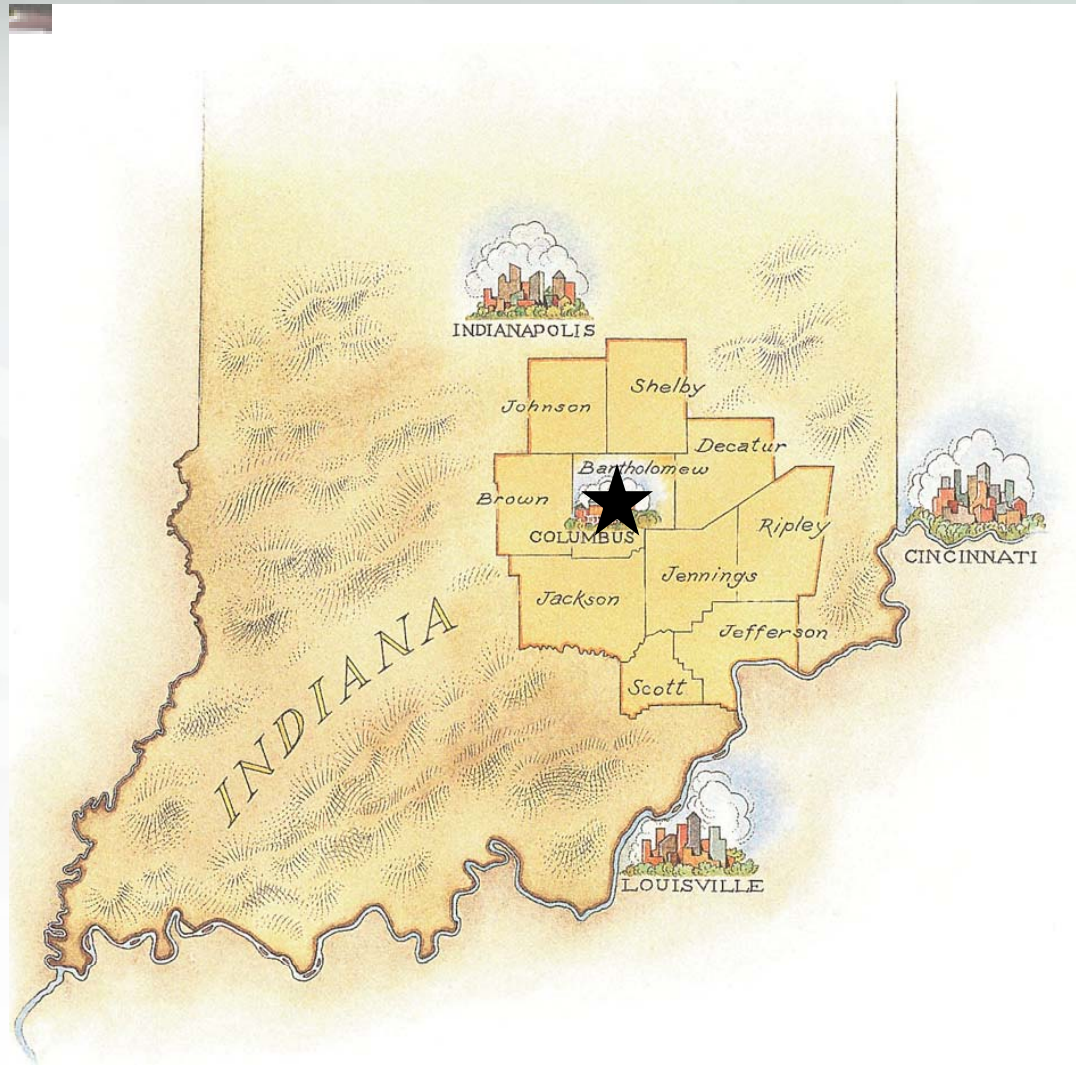 INDIANAPOLIS
Shelby
Johnson
Decatur
Bartholomew
Brown
Ripley
COLUMBUS
CINCINNATI
Jennings
Jackson
INDIANA
Jefferson
Scott
LOUISVILLE